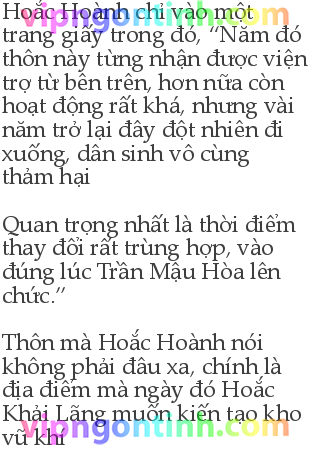 Hoắc Hoành chỉ vào một
trang giấy trong đó, “Năm đó
thôn này từng nhận được viện
trợ từ bên trên, hơn nữa còn
hoạt động rất khá, nhưng vài
năm trở lại đây đột nhiên đi
xuống, dân sinh vô cùng
thảm hại
Quan trọng nhất là thời điểm
thay đổi rất trùng hợp, vào
đúng lúc Trần Mậu Hòa lên
chức.”
Thôn mà Hoắc Hoành nói
không phải đâu xa, chính là
địa điểm mà ngày đó Hoắc
Khải Lãng muốn kiến tạo kho
vũ khí
vipngontinh.com
vipngontinh.com